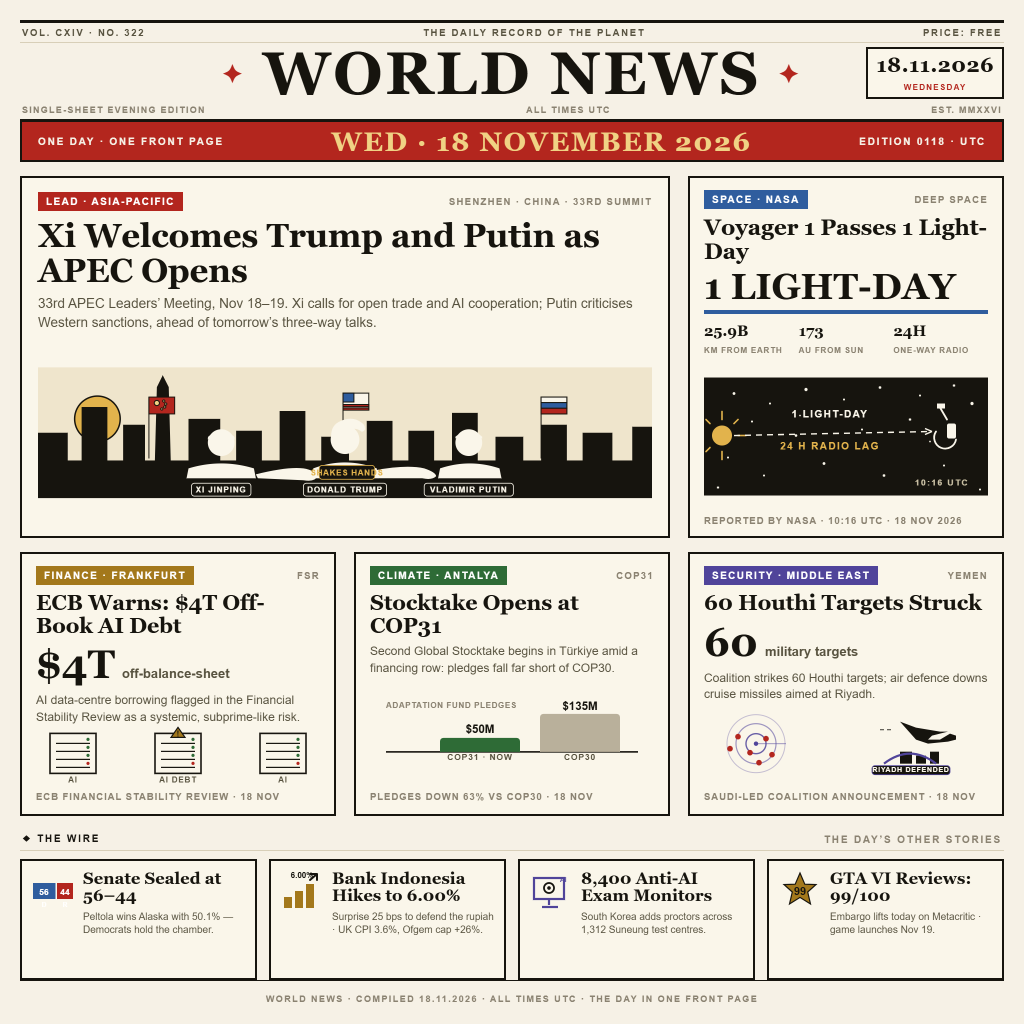 VOL. CXIV · NO. 322
THE DAILY RECORD OF THE PLANET
PRICE: FREE
✦ WORLD NEWS ✦
18.11.2026
WEDNESDAY
SINGLE-SHEET EVENING EDITION
ALL TIMES UTC
EST. MMXXVI
ONE DAY · ONE FRONT PAGE
WED · 18 NOVEMBER 2026
EDITION 0118 · UTC
LEAD · ASIA-PACIFIC
SHENZHEN · CHINA · 33RD SUMMIT
Xi Welcomes Trump and Putin as
APEC Opens
33rd APEC Leaders’ Meeting, Nov 18–19. Xi calls for open trade and AI cooperation; Putin criticises
Western sanctions, ahead of tomorrow’s three-way talks.
SHAKES HANDS
XI JINPING
DONALD TRUMP
VLADIMIR PUTIN
SPACE · NASA
DEEP SPACE
Voyager 1 Passes 1 Light-
Day
1 LIGHT-DAY
25.9B
173
24H
KM FROM EARTH
AU FROM SUN
ONE-WAY RADIO
1 LIGHT-DAY
24 H RADIO LAG
10:16 UTC
REPORTED BY NASA · 10:16 UTC · 18 NOV 2026
FINANCE · FRANKFURT
FSR
ECB Warns: $4T Off-
Book AI Debt
$4T off-balance-sheet
AI data-centre borrowing flagged in the Financial
Stability Review as a systemic, subprime-like risk.
AI
AI DEBT
AI
ECB FINANCIAL STABILITY REVIEW · 18 NOV
CLIMATE · ANTALYA
COP31
Stocktake Opens at
COP31
Second Global Stocktake begins in Türkiye amid a
financing row: pledges fall far short of COP30.
ADAPTATION FUND PLEDGES
$135M
$50M
COP31 · NOW
COP30
PLEDGES DOWN 63% VS COP30 · 18 NOV
SECURITY · MIDDLE EAST
YEMEN
60 Houthi Targets Struck
60 military targets
Coalition strikes 60 Houthi targets; air defence downs
cruise missiles aimed at Riyadh.
RIYADH DEFENDED
SAUDI-LED COALITION ANNOUNCEMENT · 18 NOV
◆ THE WIRE
THE DAY'S OTHER STORIES
56
44
Senate Sealed at
56–44
Peltola wins Alaska with 50.1% —
Democrats hold the chamber.
6.00%
Bank Indonesia
Hikes to 6.00%
Surprise 25 bps to defend the rupiah
· UK CPI 3.6%, Ofgem cap +26%.
8,400 Anti-AI
Exam Monitors
South Korea adds proctors across
1,312 Suneung test centres.
99
GTA VI Reviews:
99/100
Embargo lifts today on Metacritic ·
game launches Nov 19.
WORLD NEWS · COMPILED 18.11.2026 · ALL TIMES UTC · THE DAY IN ONE FRONT PAGE